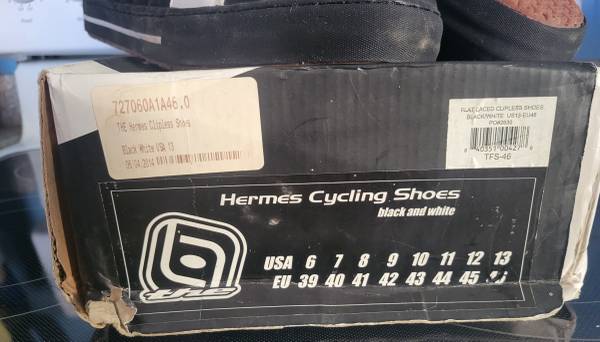 727060A1A46.0
THE Hermes Clipless Shoes
Black White USA 13
FLAT LACED CLIPLESS SHOES
BLACK/WHITE US13-EU46
TFS-46
Hermes Cycling Shoes
black and white
USA 6 7 8 9 10 11 12 13
EU 39 40 41 42 43 44 45
the